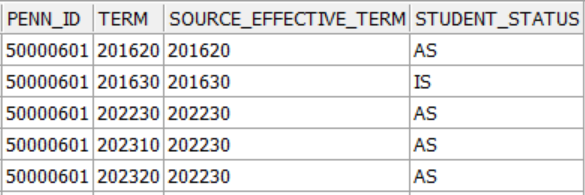 PENN_ID TERM SOURCE_EFFECTIVE_TERM STUDENT_STATUS
50000601 201620 201620 AS
50000601 201630 201630 IS
50000601 202230 202230 AS
50000601 202310 202230 AS
50000601 202320 202230 AS